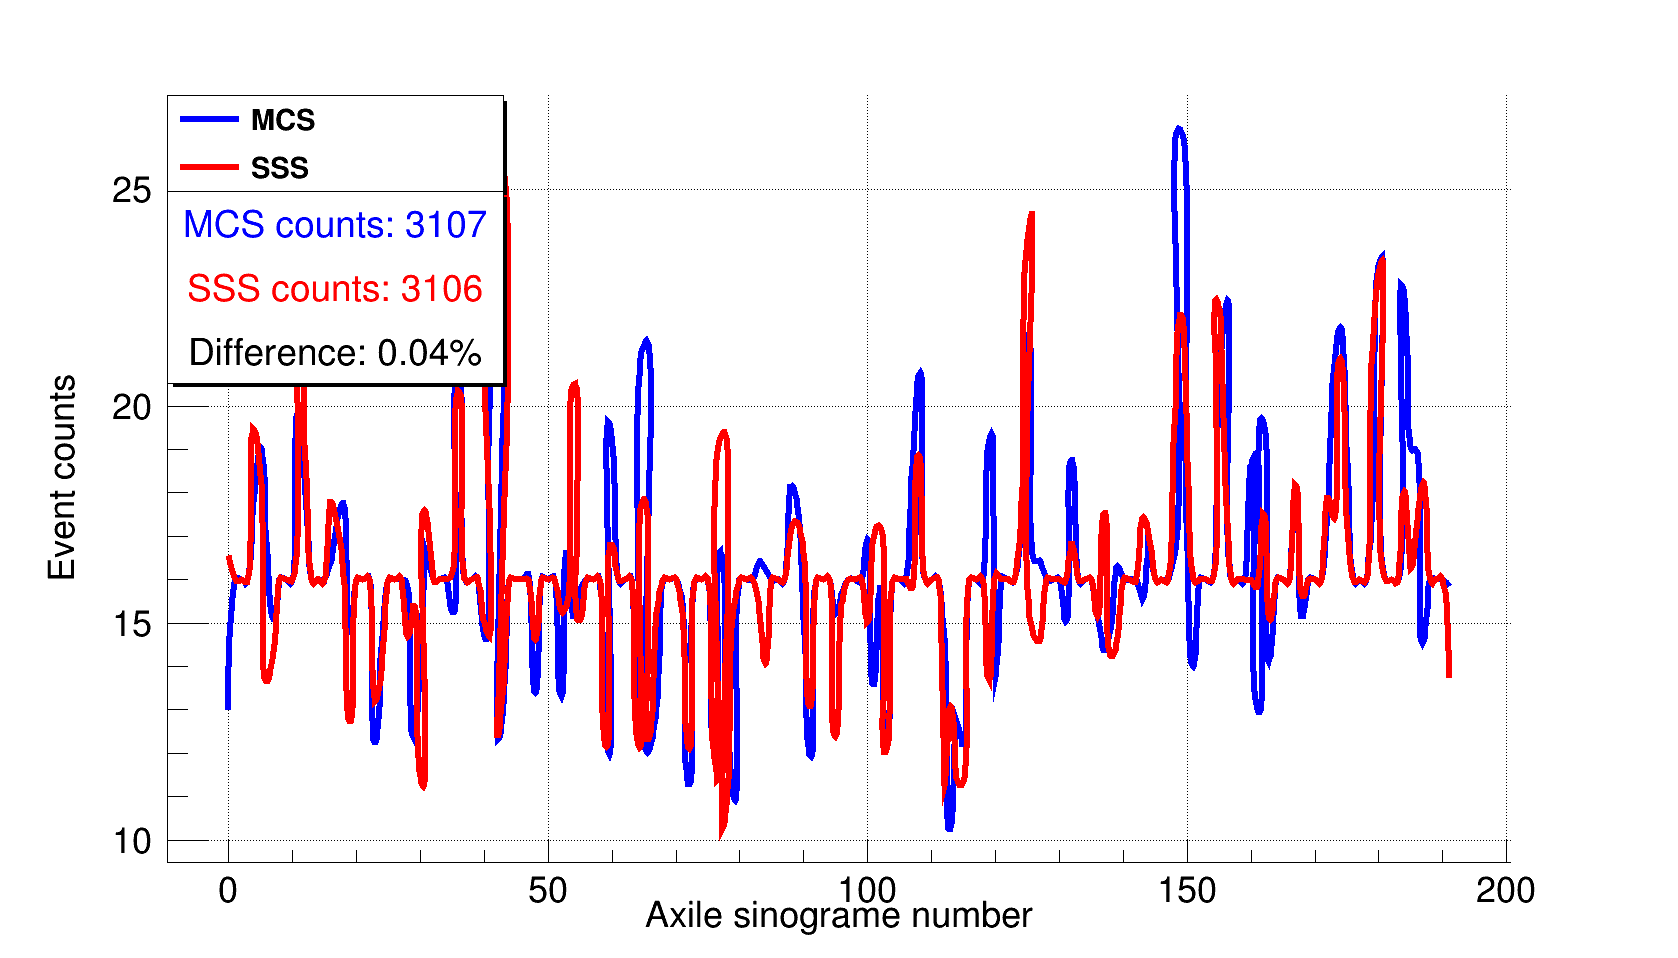 MCS
SSS
MCS counts: 3107
SSS counts: 3106
Difference: 0.04%
25
20
15
10
Event counts
0 50 100 150 200
Axile sinograme number